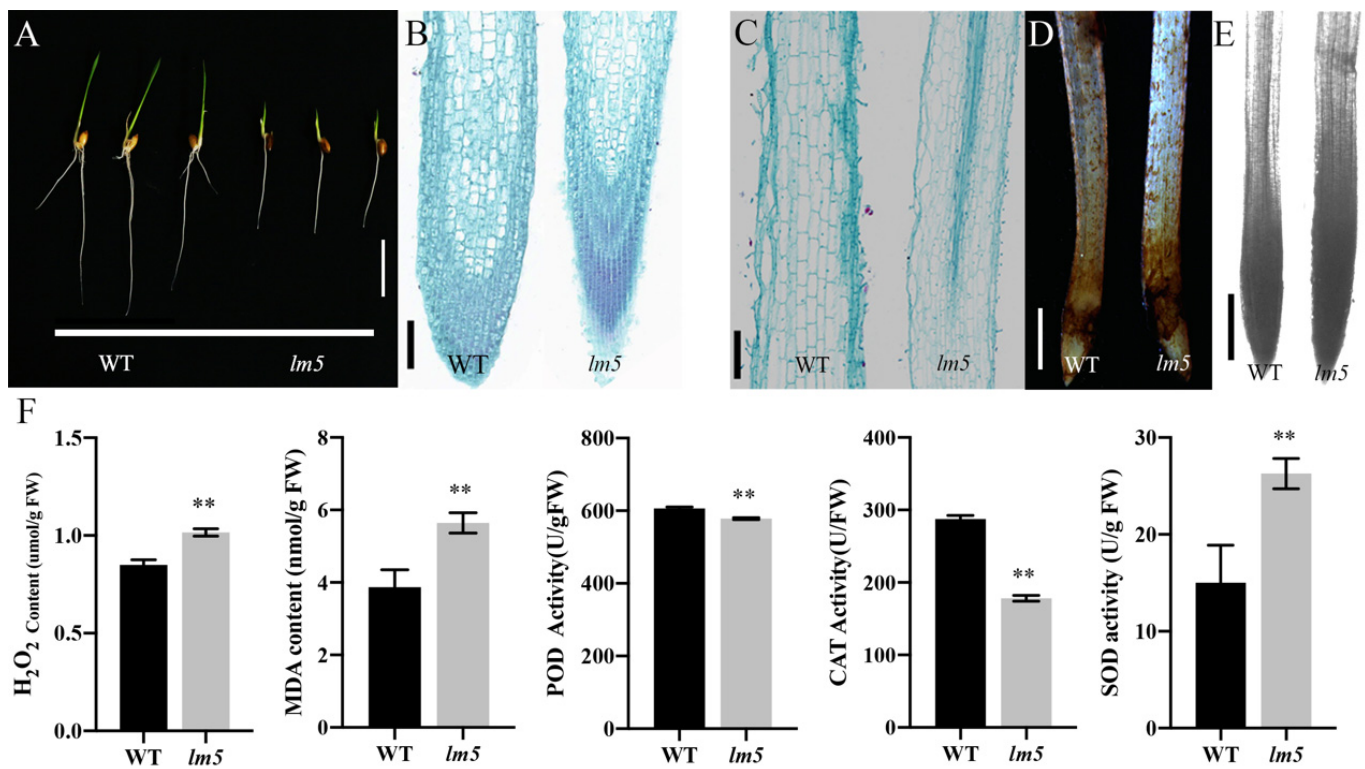 A
B
C
D
E
WT
lm5
WT
lm5
WT
lm5
WT
lm5
WT
lm5
F
H2O2 Content (umol/g FW)
1.5
1.0
0.5
0.0
**
WT
lm5
MDA content (nmol/g FW)
8
6
4
2
0
**
WT
lm5
POD Activity(U/gFW)
800
600
400
200
0
**
WT
lm5
CAT Activity(U/FW)
400
300
200
100
0
**
WT
lm5
SOD activity (U/g FW)
30
20
10
0
**
WT
lm5